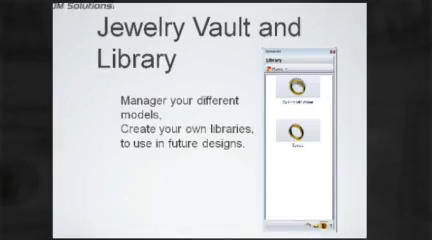 JM Solutions
Jewelry Vault and
Library
Manager your different
models,
Create your own libraries,
to use in future designs.
Library